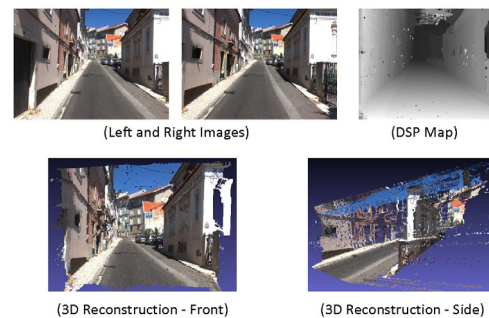 (Left and Right Images)
(DSP Map)
(3D Reconstruction - Front)
(3D Reconstruction - Side)